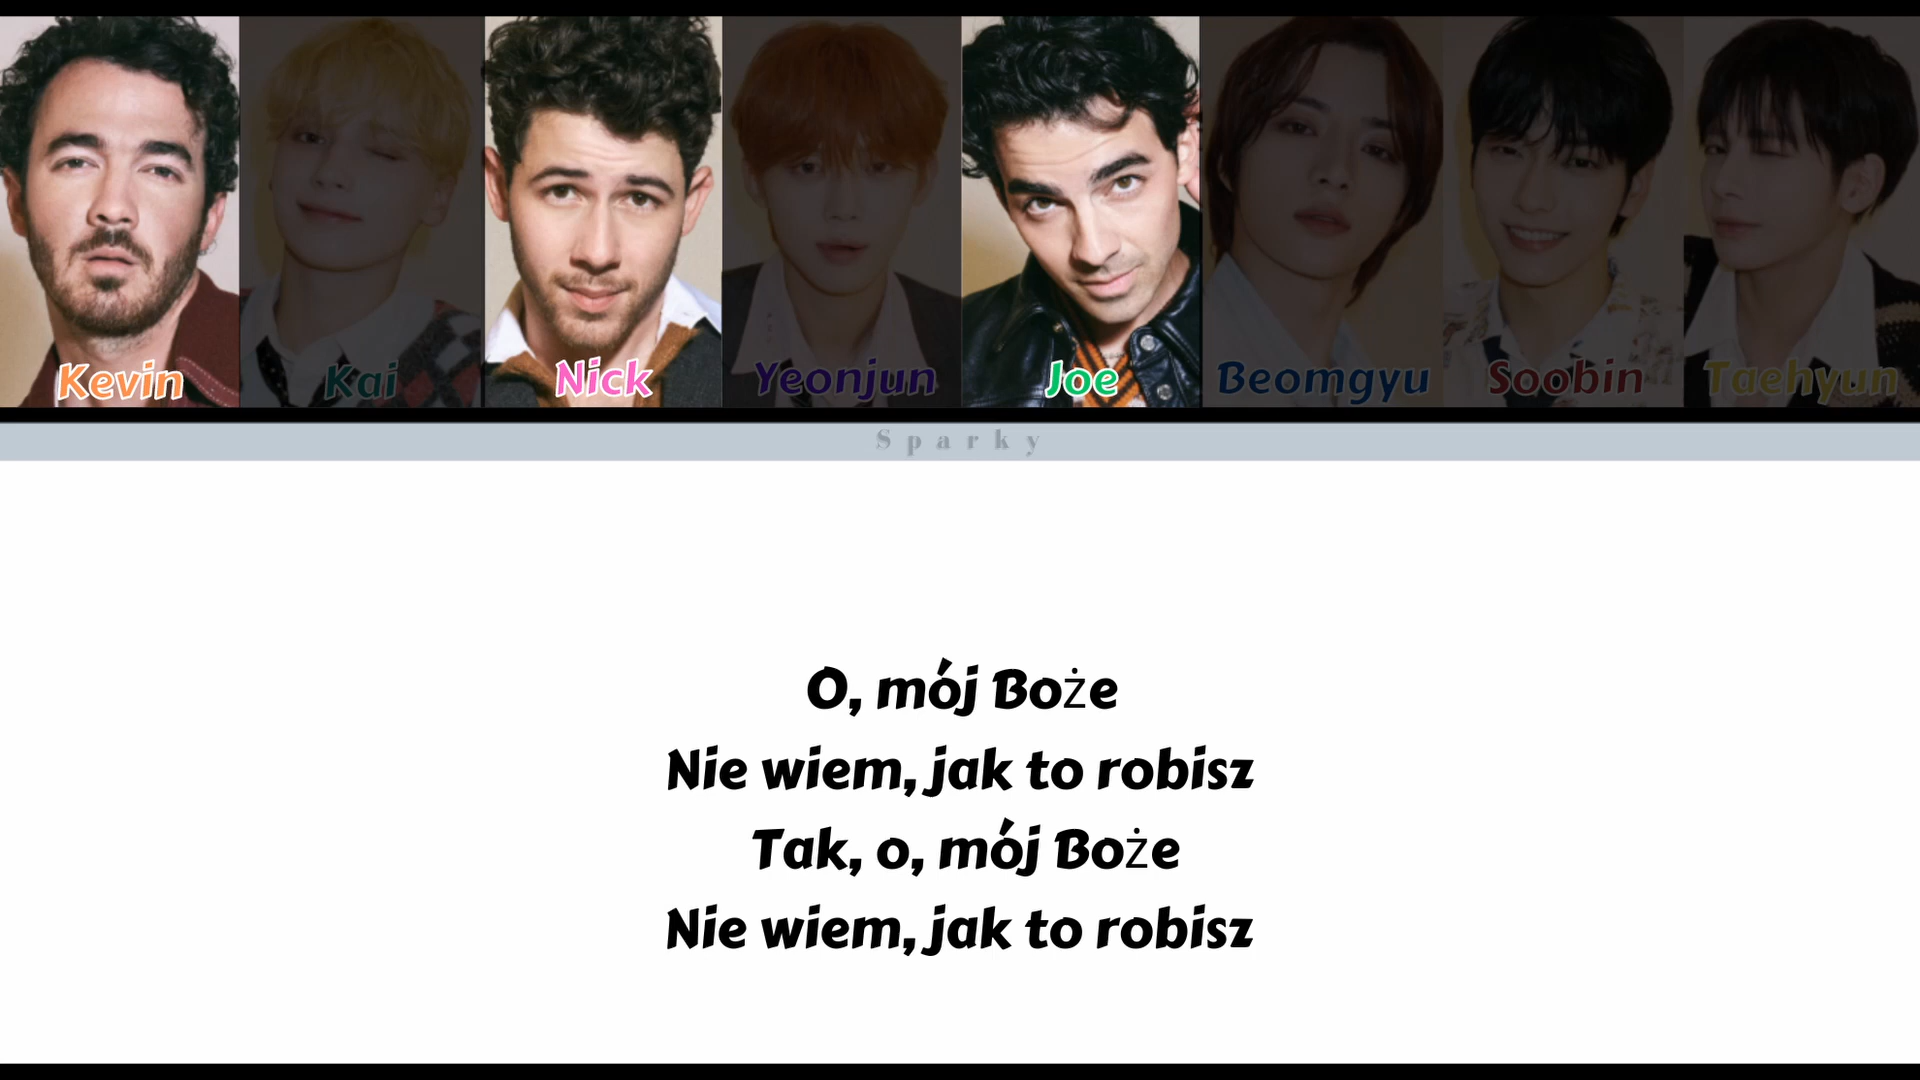 Kevin Kai Nick Yeonjun Joe Beomgyu Soobin Taehyun
Sparky
O, mój Boże
Nie wiem, jak to robisz
Tak, o, mój Boże
Nie wiem, jak to robisz